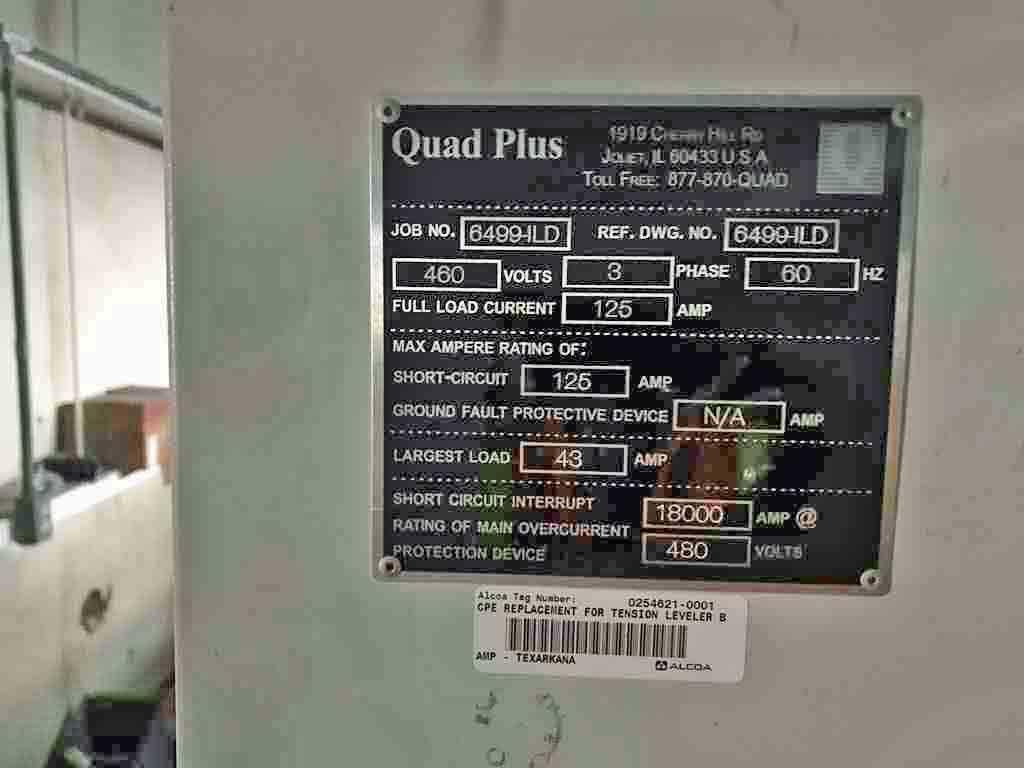 Quad Plus
1919 CHERRY HILL RD
JOLIET, IL 60433 U S A
TOLL FREE: 877-870-QUAD
JOB NO. 6499-ILD REF. DWG. NO. 6499-ILD
460 VOLTS 3 PHASE 60 HZ
FULL LOAD CURRENT 125 AMP
MAX AMPERE RATING OF:
SHORT-CIRCUIT 125 AMP
GROUND FAULT PROTECTIVE DEVICE N/A AMP
LARGEST LOAD 43 AMP
SHORT CIRCUIT INTERRUPT 18000 AMP @
RATING OF MAIN OVERCURRENT
PROTECTION DEVICE 480 VOLTS
Alcoa Tag Number: 0254621-0001
CPE REPLACEMENT FOR TENSION LEVELER B
AMP - TEXARKANA ALCOA